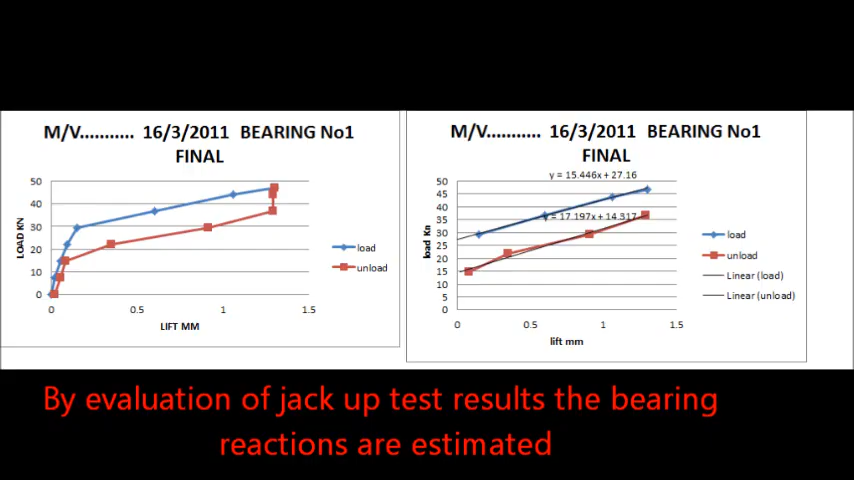 M/V........... 16/3/2011 BEARING No1
FINAL
50
40
30
20
10
0
LOAD KN
0 0.5 1 1.5
LIFT MM
load
unload
M/V........... 16/3/2011 BEARING No1
FINAL
y = 15.446x + 27.16
y = 17.197x + 14.317
50
45
40
35
30
25
20
15
10
5
0
load Kn
0 0.5 1 1.5
lift mm
load
unload
Linear (load)
Linear (unload)
By evaluation of jack up test results the bearing
reactions are estimated